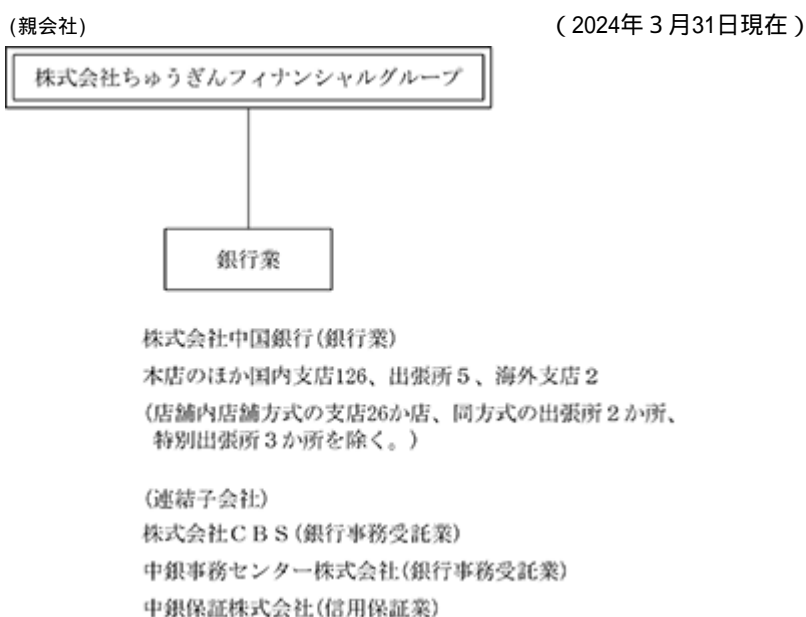 (親会社)
(2024年3月31日現在)
株式会社ちゅうぎんフィナンシャルグループ
銀行業
株式会社中国銀行(銀行業)
本店のほか国内支店126、出張所5、海外支店2
(店舗内店舗方式の支店26か店、同方式の出張所2か所、
特別出張所3か所を除く。)
(連結子会社)
株式会社CBS(銀行事務受託業)
中銀事務センター株式会社(銀行事務受託業)
中銀保証株式会社(信用保証業)